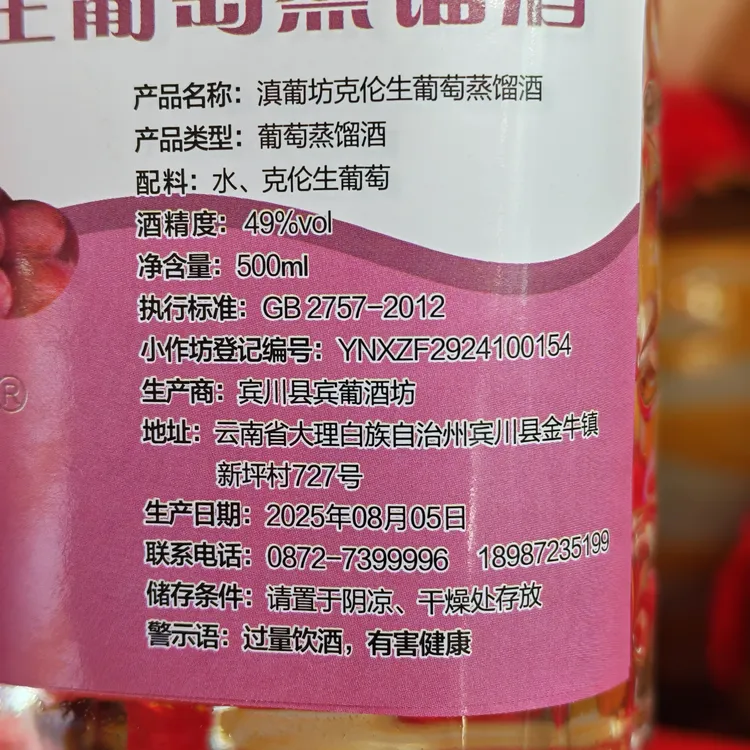 生葡萄蒸馏酒
产品名称：滇葡坊克伦生葡萄蒸馏酒
产品类型：葡萄蒸馏酒
配料：水、克伦生葡萄
酒精度：49%vol
净含量：500ml
执行标准：GB 2757-2012
小作坊登记编号：YNXZF2924100154
生产商：宾川县宾葡酒坊
地址：云南省大理白族自治州宾川县金牛镇
新坪村727号
生产日期：2025年08月05日
联系电话：0872-7399996 18987235199
储存条件：请置于阴凉、干燥处存放
警示语：过量饮酒，有害健康
®